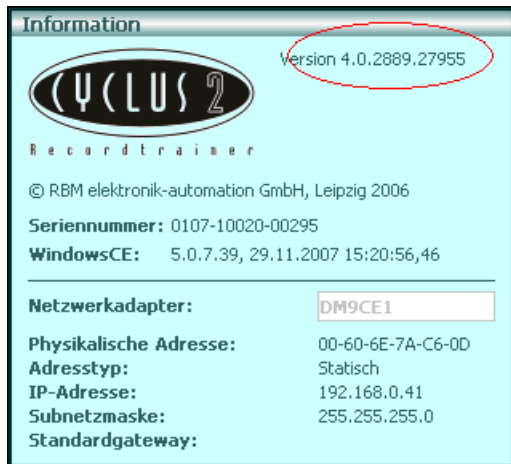 Information
Version 4.0.2889.27955
CYCLUS 2
Recordtrainer
© RBM elektronik-automation GmbH, Leipzig 2006
Seriennummer: 0107-10020-00295
WindowsCE: 5.0.7.39, 29.11.2007 15:20:56,46
Netzwerkadapter: DM9CE1
Physikalische Adresse: 00-60-6E-7A-C6-0D
Adresstyp: Statisch
IP-Adresse: 192.168.0.41
Subnetzmaske: 255.255.255.0
Standardgateway: